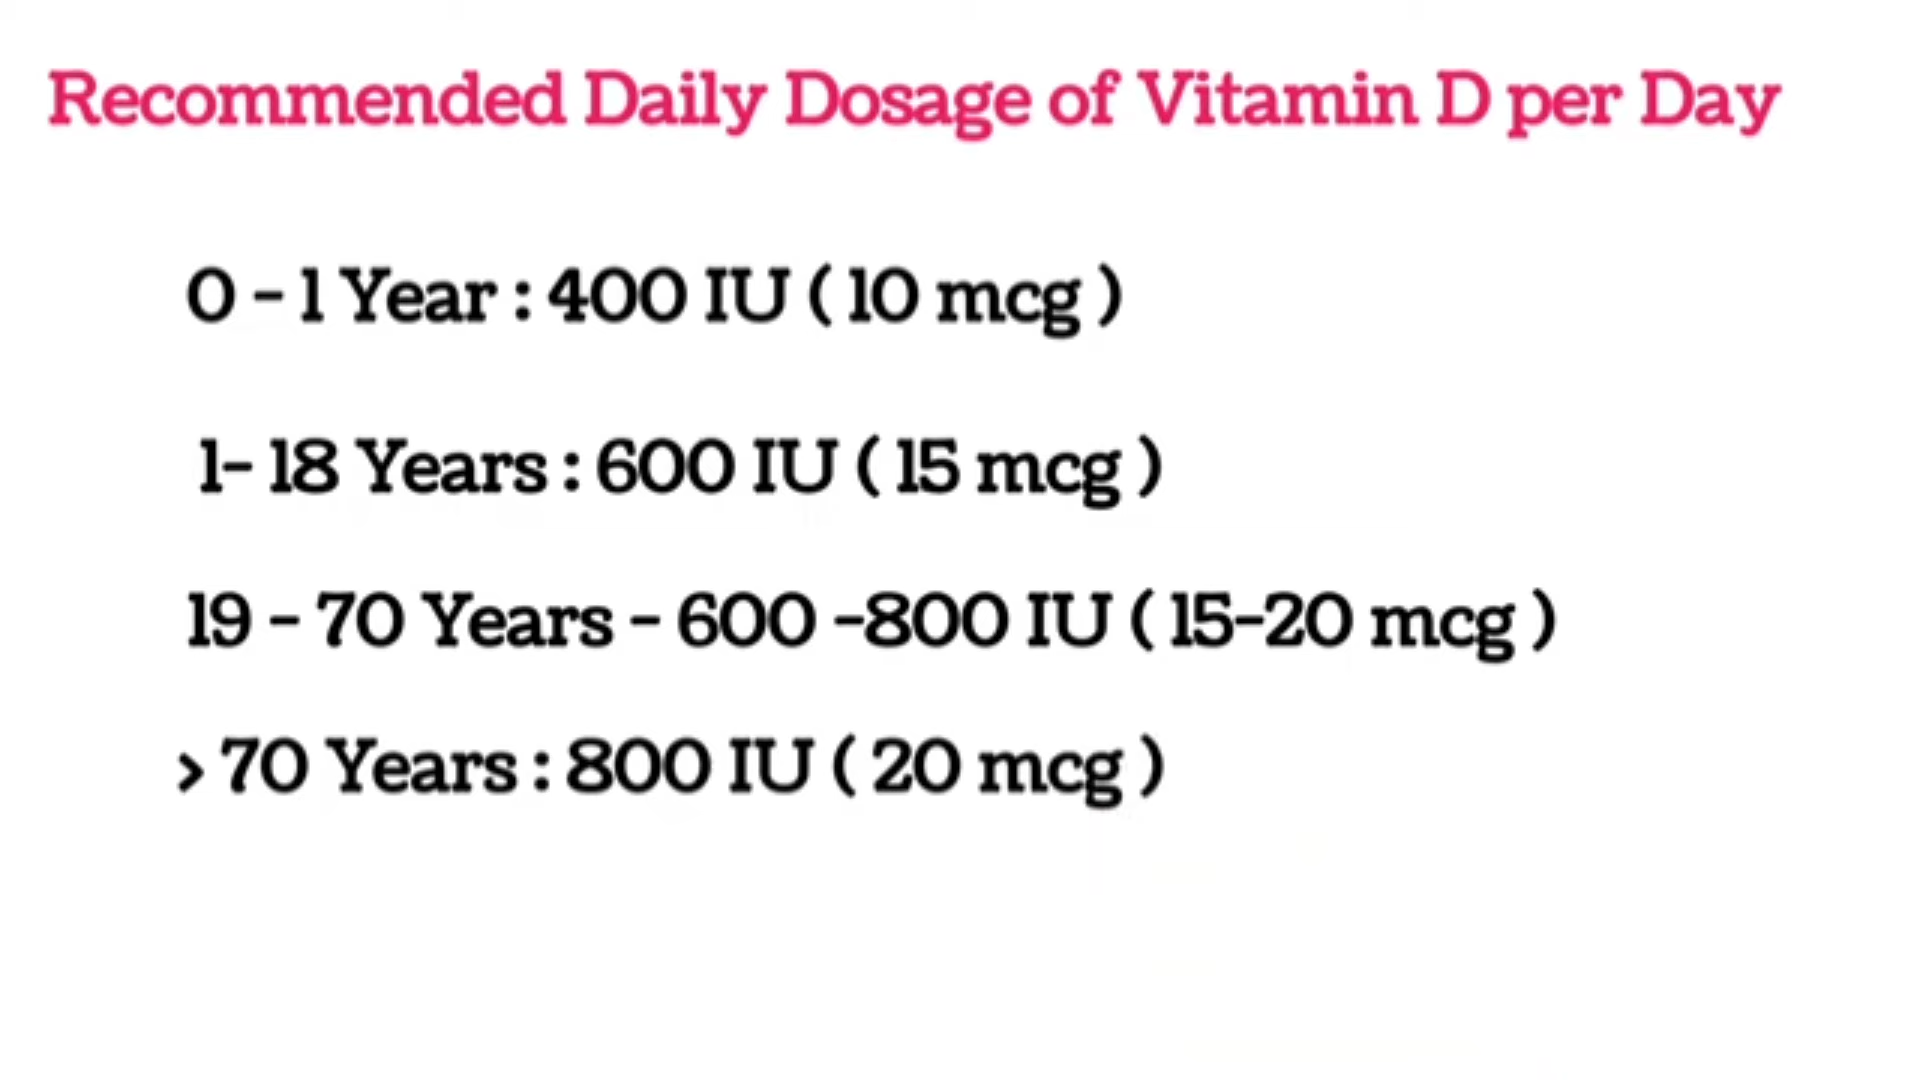 Recommended Daily Dosage of Vitamin D per Day
0 - 1 Year : 400 IU ( 10 mcg )
1- 18 Years : 600 IU ( 15 mcg )
19 - 70 Years - 600 -800 IU ( 15-20 mcg )
> 70 Years : 800 IU ( 20 mcg )